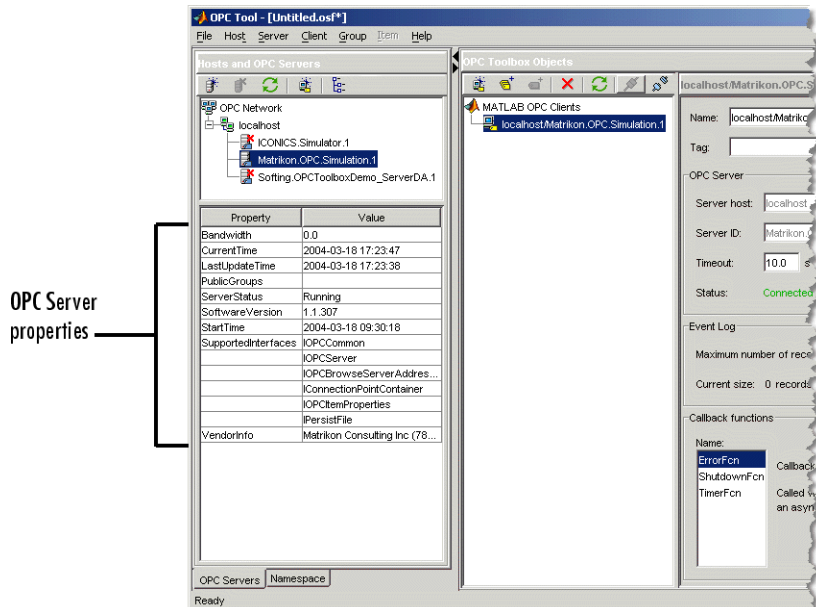 OPC Tool - [Untitled.osf*]
File Host Server Client Group Item Help
Hosts and OPC Servers
OPC Network
localhost
ICONICS.Simulator.1
Matrikon.OPC.Simulation.1
Softing.OPCToolboxDemo_ServerDA.1
Property Value
Bandwidth 0.0
CurrentTime 2004-03-18 17:23:47
LastUpdateTime 2004-03-18 17:23:38
PublicGroups
ServerStatus Running
SoftwareVersion 1.1.307
StartTime 2004-03-18 09:30:18
SupportedInterfaces IOPCCommon
IOPCServer
IOPCBrowseServerAddres...
IConnectionPointContainer
IOPCItemProperties
IPersistFile
VendorInfo Matrikon Consulting Inc (78...
OPC Servers Namespace
Ready
OPC Server
properties
OPC Toolbox Objects
MATLAB OPC Clients
localhost/Matrikon.OPC.Simulation.1
localhost/Matrikon.OPC.S
Name: localhost/Matriko
Tag:
OPC Server
Server host: localhost
Server ID: Matrikon.
Timeout: 10.0 s
Status: Connected
Event Log
Maximum number of rece
Current size: 0 records
Callback functions
Name:
ErrorFcn
ShutdownFcn
TimerFcn
Callback
Called w
an asyn